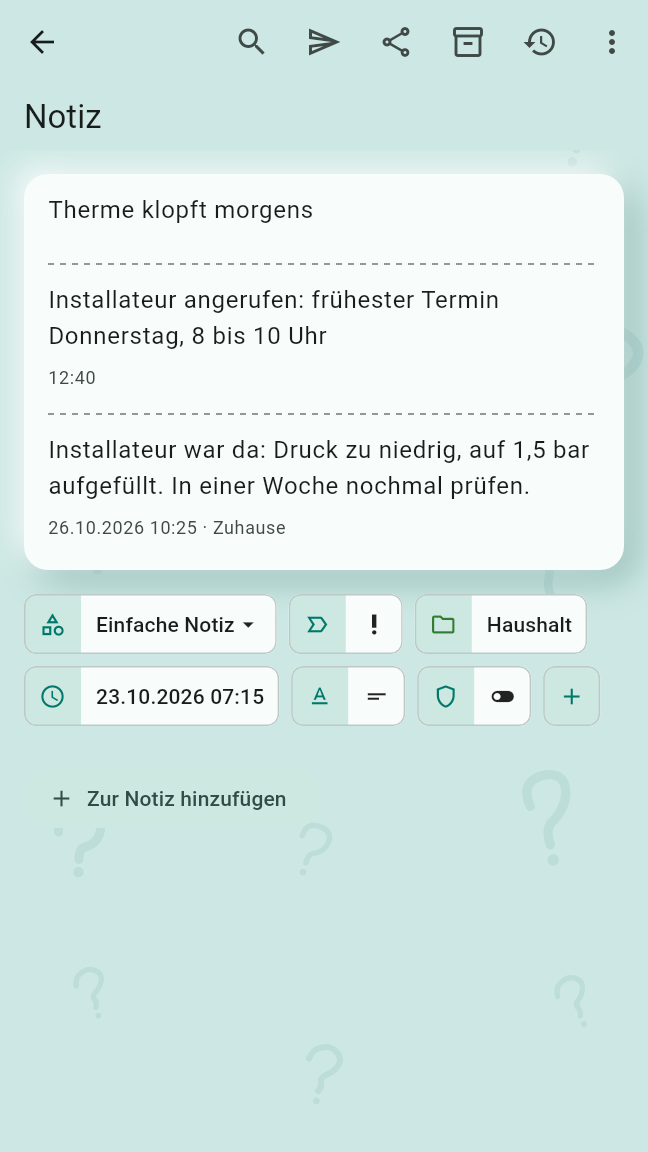 Notiz
Therme klopft morgens
Installateur angerufen: frühester Termin
Donnerstag, 8 bis 10 Uhr
12:40
Installateur war da: Druck zu niedrig, auf 1,5 bar
aufgefüllt. In einer Woche nochmal prüfen.
26.10.2026 10:25 · Zuhause
Einfache Notiz
Haushalt
23.10.2026 07:15
Zur Notiz hinzufügen